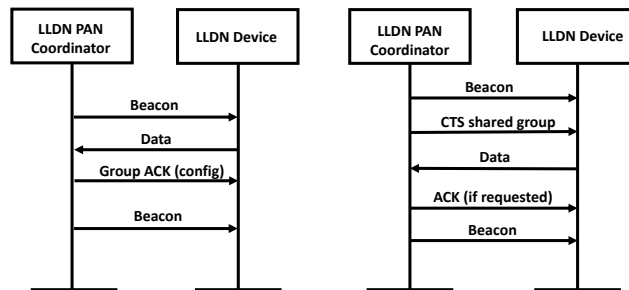 LLDN PAN
Coordinator
LLDN Device
Beacon
Data
Group ACK (config)
Beacon
LLDN PAN
Coordinator
LLDN Device
Beacon
CTS shared group
Data
ACK (if requested)
Beacon